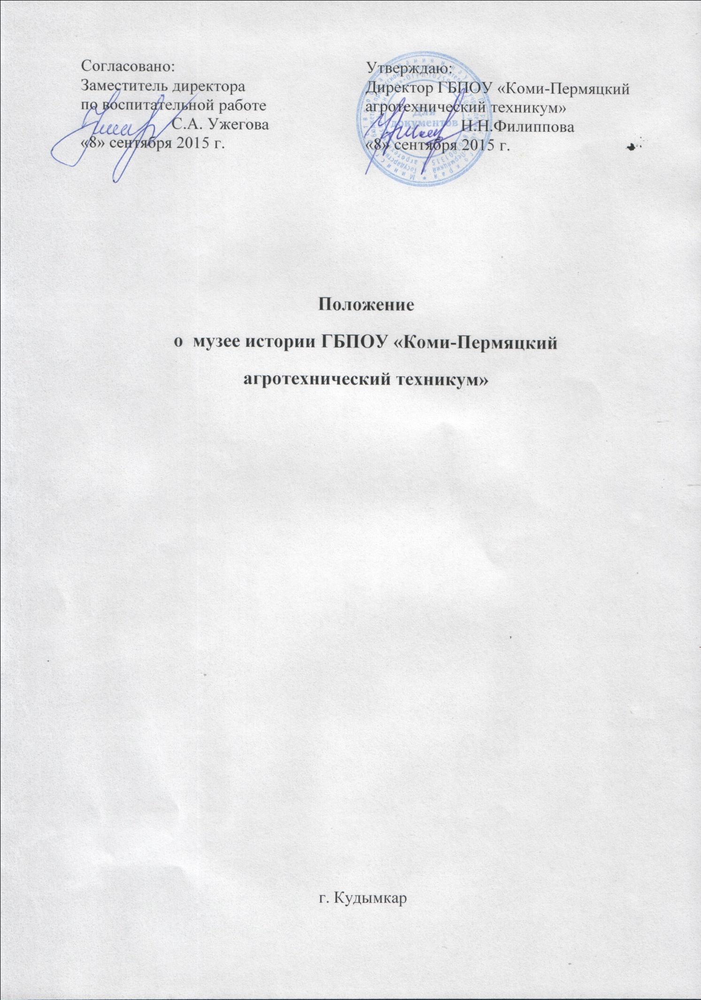 Согласовано:
Заместитель директора
по воспитательной работе
С.А. Ужегова
«8» сентября 2015 г.
Утверждаю:
Директор ГБПОУ «Коми-Пермяцкий
агротехнический техникум»
Н.Н.Филиппова
«8» сентября 2015 г.
Для
документов
Положение
о музее истории ГБПОУ «Коми-Пермяцкий
агротехнический техникум»
г. Кудымкар